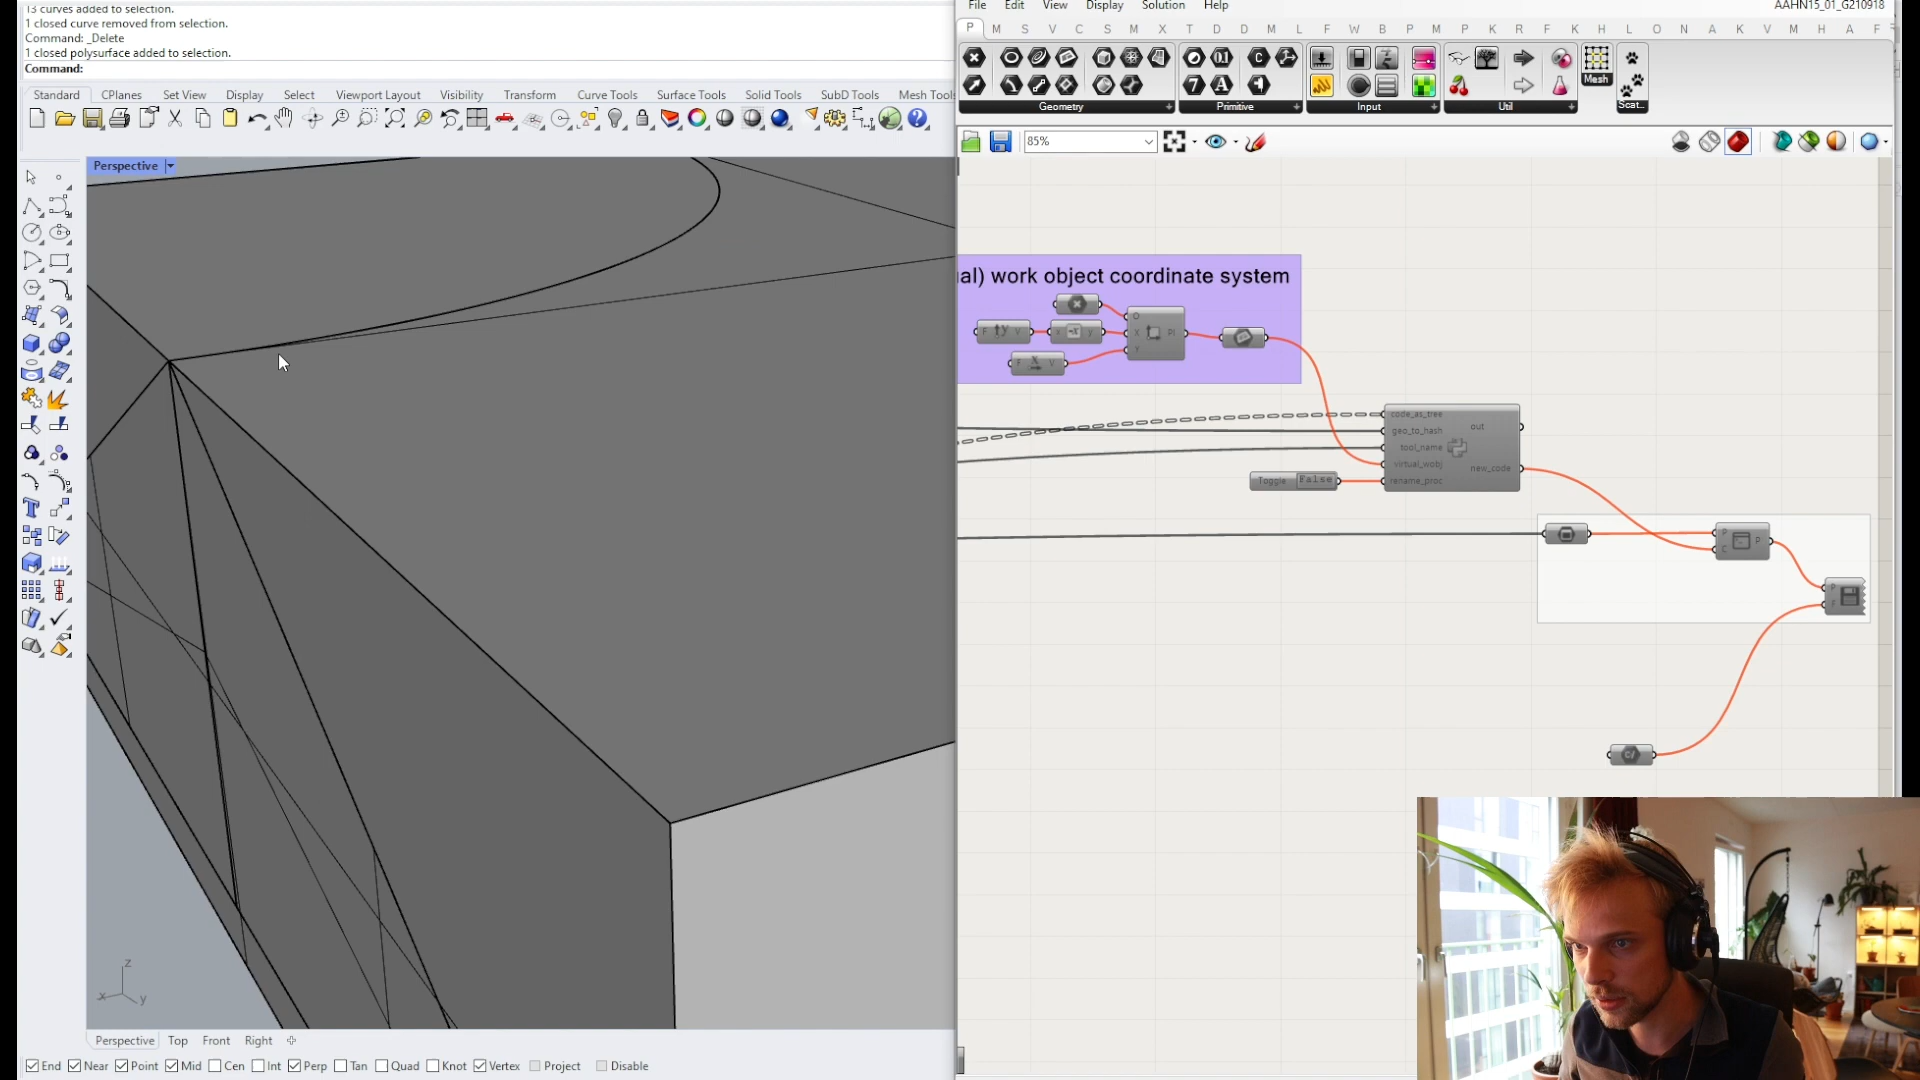 13 curves added to selection.
1 closed curve removed from selection.
Command: _Delete
1 closed polysurface added to selection.
Command:
Standard CPlanes Set View Display Select Viewport Layout Visibility Transform Curve Tools Surface Tools Solid Tools SubD Tools Mesh Tools
Perspective
z
x y
Perspective Top Front Right
End Near Point Mid Cen Int Perp Tan Quad Knot Vertex Project Disable
File Edit View Display Solution Help
AAHN15_01_G210918
P M S V C S M X T D D M L F W B P M P K R F K H L O N A K V M H A F
Mesh
Scat...
Geometry Primitive Input Util
85%
al) work object coordinate system
F V
x y
O
X
Y
Pl
F V
code_as_tree
geo_to_hash
tool_name
virtual_wobj
rename_proc
out
new_code
Toggle False
P
C
P
P
F
C/